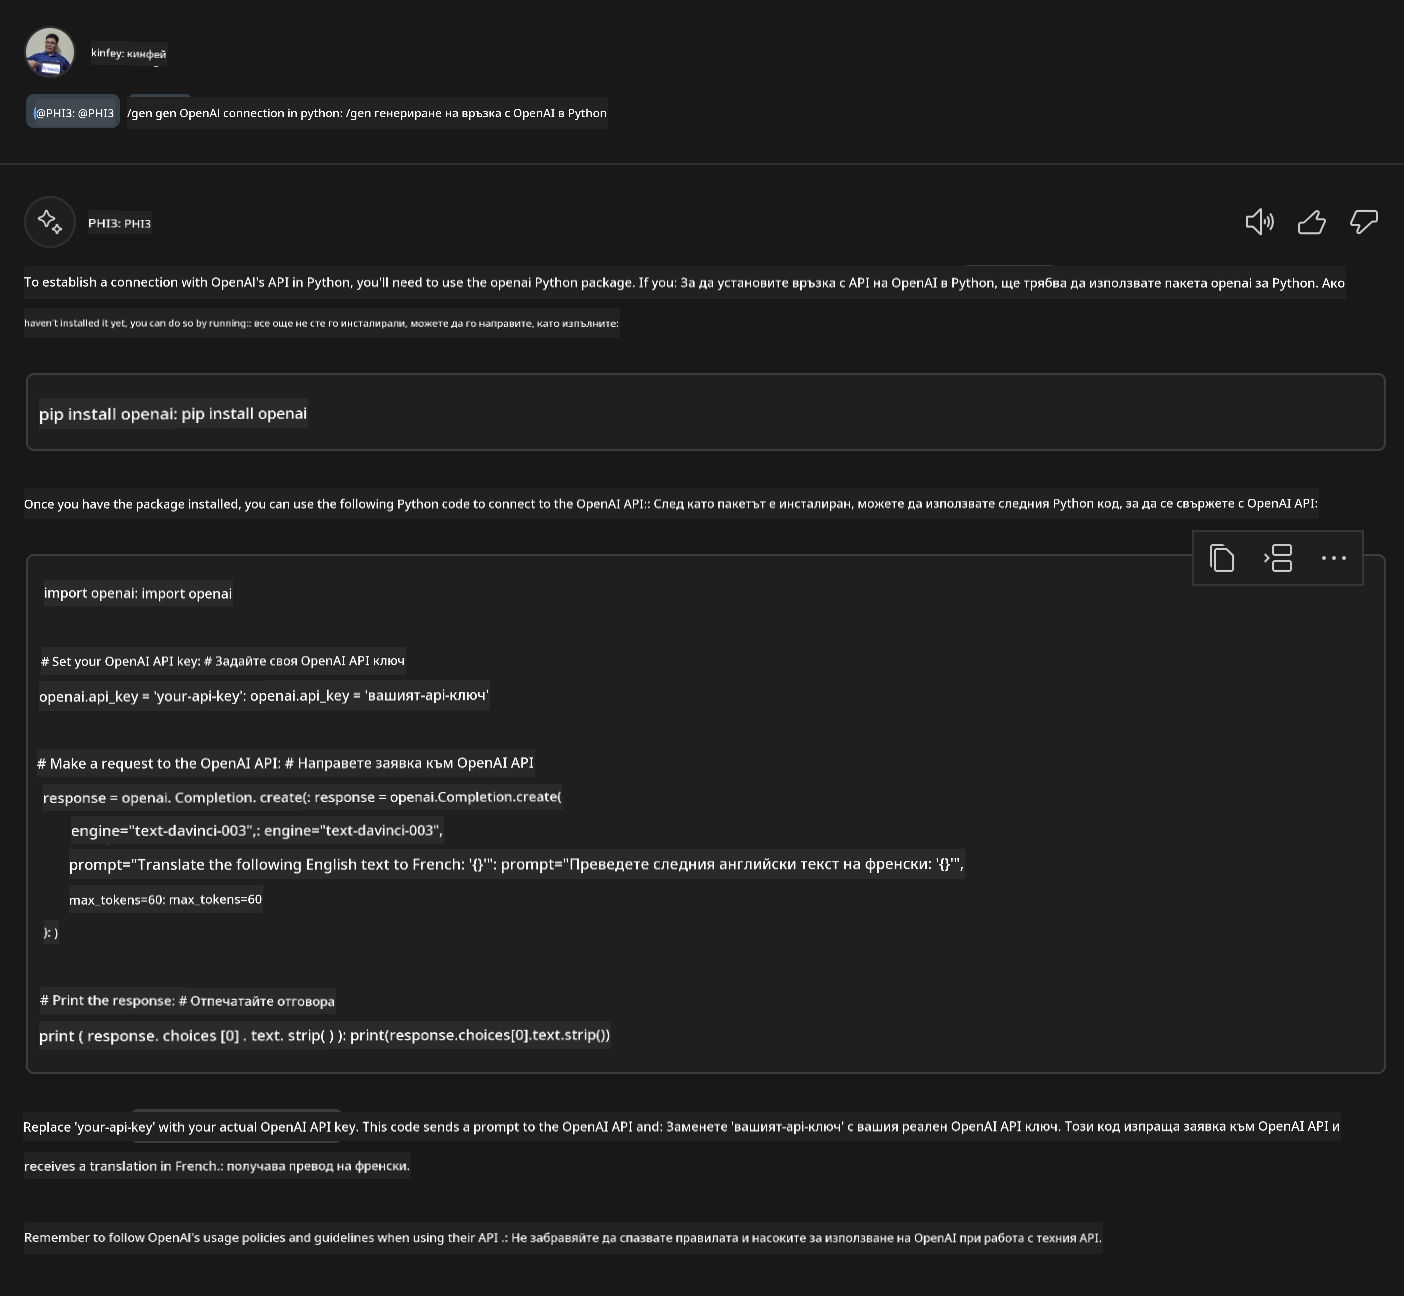 kinfey: кинфей
@PHI3: @PHI3 /gen gen OpenAI connection in python: /gen генериране на връзка с OpenAI в Python
PHI3: PHI3
To establish a connection with OpenAI's API in Python, you'll need to use the openai Python package. If you: За да установите връзка с API на OpenAI в Python, ще трябва да използвате пакета openai за Python. Ако
haven't installed it yet, you can do so by running:: все още не сте го инсталирали, можете да го направите, като изпълните:
pip install openai: pip install openai
Once you have the package installed, you can use the following Python code to connect to the OpenAI API:: След като пакетът е инсталиран, можете да използвате следния Python код, за да се свържете с OpenAI API:
import openai: import openai
# Set your OpenAI API key: # Задайте своя OpenAI API ключ
openai.api_key = 'your-api-key': openai.api_key = 'вашият-api-ключ'
# Make a request to the OpenAI API: # Направете заявка към OpenAI API
response = openai. Completion. create(: response = openai.Completion.create(
engine="text-davinci-003",: engine="text-davinci-003",
prompt="Translate the following English text to French: '{}'": prompt="Преведете следния английски текст на френски: '{}'",
max_tokens=60: max_tokens=60
): )
# Print the response: # Отпечатайте отговора
print ( response. choices [0] . text. strip( ) ): print(response.choices[0].text.strip())
Replace 'your-api-key' with your actual OpenAI API key. This code sends a prompt to the OpenAI API and: Заменете 'вашият-api-ключ' с вашия реален OpenAI API ключ. Този код изпраща заявка към OpenAI API и
receives a translation in French.: получава превод на френски.
Remember to follow OpenAI's usage policies and guidelines when using their API .: Не забравяйте да спазвате правилата и насоките за използване на OpenAI при работа с техния API.